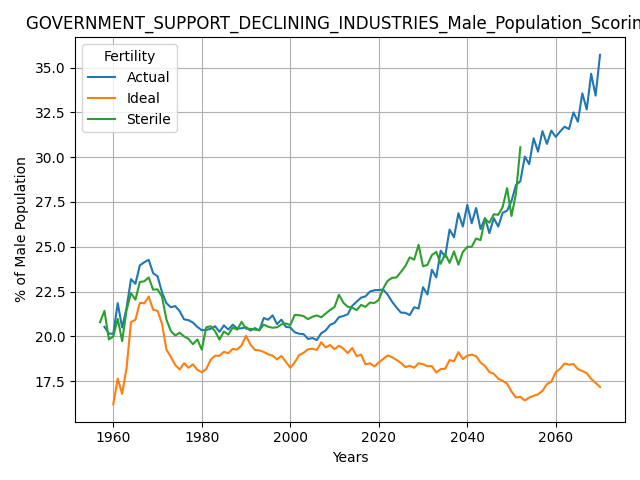 GOVERNMENT_SUPPORT_DECLINING_INDUSTRIES_Male_Population_Scorin
Fertility
Actual
Ideal
Sterile
35.0
32.5
30.0
27.5
25.0
22.5
20.0
17.5
% of Male Population
1960 1980 2000 2020 2040 2060
Years